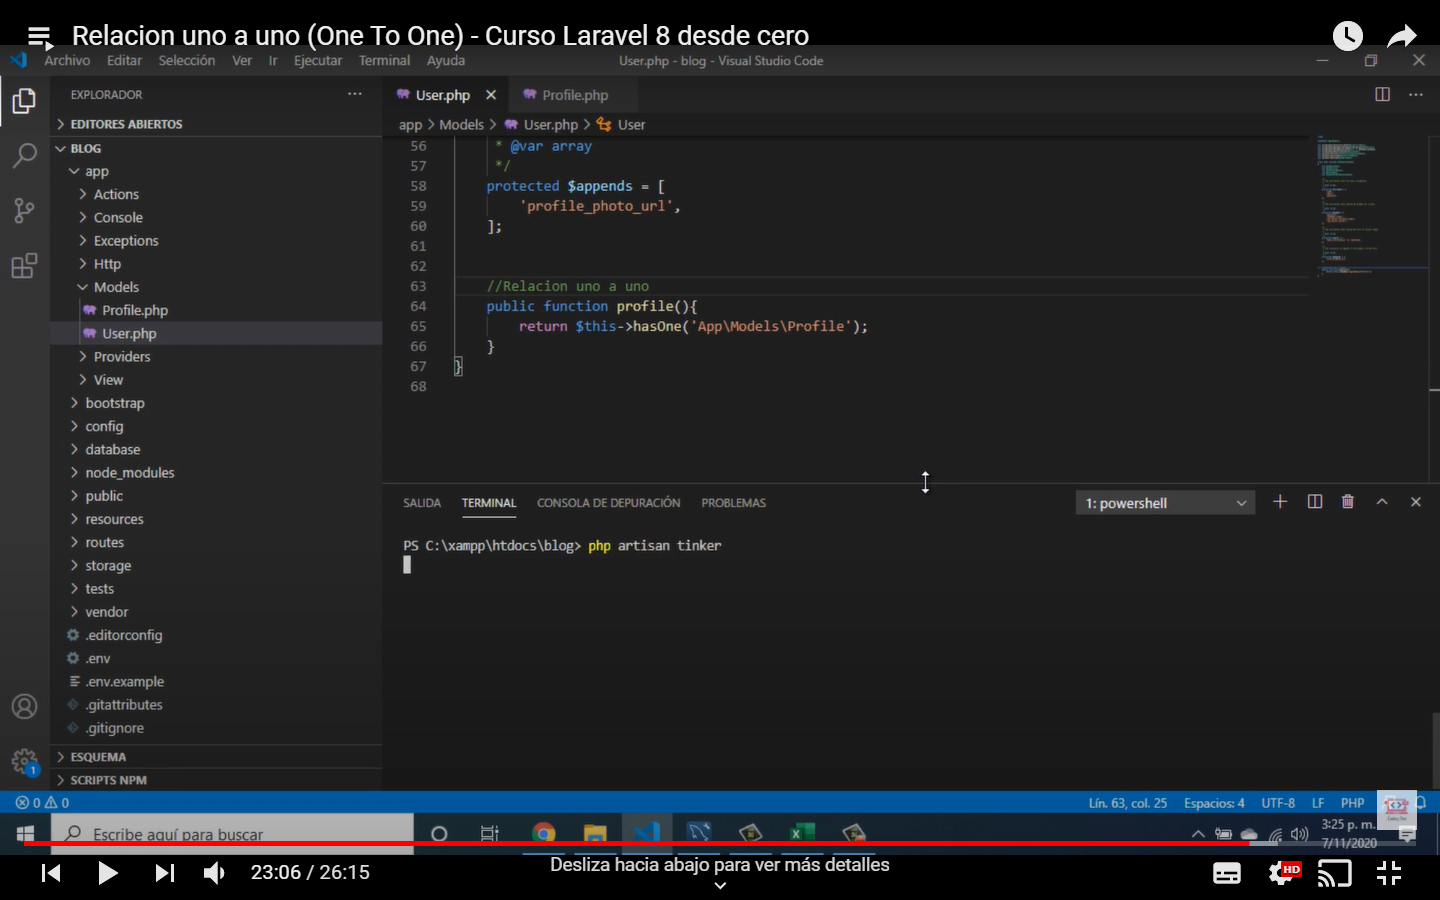 Relacion uno a uno (One To One) - Curso Laravel 8 desde cero
Archivo Editar Selección Ver Ir Ejecutar Terminal Ayuda
User.php - blog - Visual Studio Code
EXPLORADOR
User.php
Profile.php
EDITORES ABIERTOS
app > Models > User.php > User
BLOG
app
Actions
Console
Exceptions
Http
Models
Profile.php
User.php
Providers
View
bootstrap
config
database
node_modules
public
resources
routes
storage
tests
vendor
.editorconfig
.env
.env.example
.gitattributes
.gitignore
ESQUEMA
SCRIPTS NPM
1
56 * @var array
57 */
58 protected $appends = [
59 'profile_photo_url',
60 ];
61
62
63 //Relacion uno a uno
64 public function profile(){
65 return $this->hasOne('App\Models\Profile');
66 }
67 }
68
SALIDA TERMINAL CONSOLA DE DEPURACIÓN PROBLEMAS
1: powershell
PS C:\xampp\htdocs\blog> php artisan tinker
0 0
Lín. 63, col. 25 Espacios: 4 UTF-8 LF PHP
Escribe aquí para buscar
3:25 p. m.
7/11/2020
23:06 / 26:15
Desliza hacia abajo para ver más detalles
HD